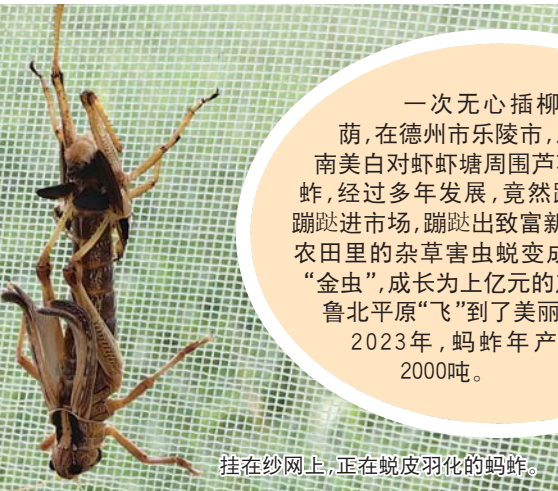 一次无心插柳
荫,在德州市乐陵市,
南美白对虾虾塘周围芦
蚱,经过多年发展,竟然
蹦跶进市场,蹦跶出致富新
农田里的杂草害虫蜕变成
“金虫”,成长为上亿元的
鲁北平原“飞”到了美丽
2023年,蚂蚱年产
2000吨。
挂在纱网上,正在蜕皮羽化的蚂蚱。